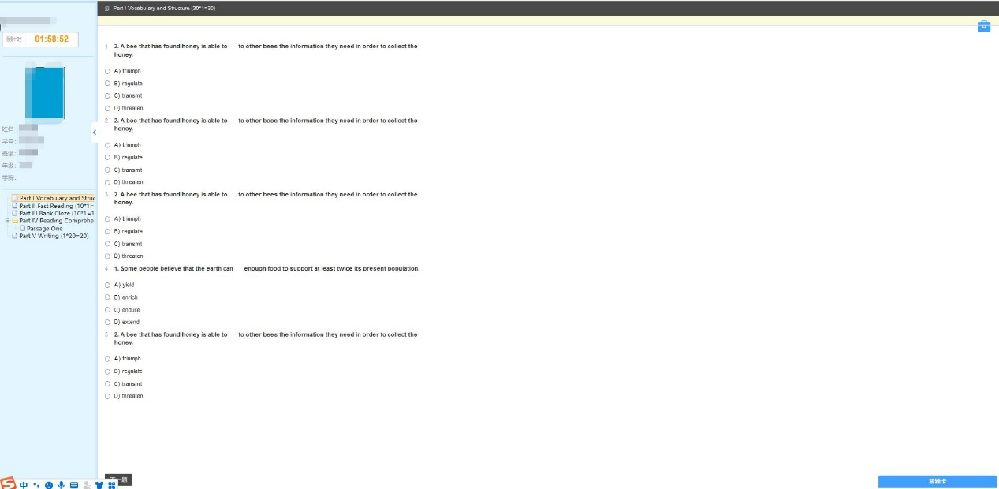 Part I Vocabulary and Structure (30*1=30)
倒计时 01:58:52
姓名:
学号:
班级:
年级:
学院:
Part I Vocabulary and Struc
Part II Fast Reading (10*1=
Part III Bank Cloze (10*1=1
Part IV Reading Comprehe
Passage One
Part V Writing (1*20=20)
1 2. A bee that has found honey is able to to other bees the information they need in order to collect the
honey.
A) triumph
B) regulate
C) transmit
D) threaten
2 2. A bee that has found honey is able to to other bees the information they need in order to collect the
honey.
A) triumph
B) regulate
C) transmit
D) threaten
3 2. A bee that has found honey is able to to other bees the information they need in order to collect the
honey.
A) triumph
B) regulate
C) transmit
D) threaten
4 1. Some people believe that the earth can enough food to support at least twice its present population.
A) yield
B) enrich
C) endure
D) extend
5 2. A bee that has found honey is able to to other bees the information they need in order to collect the
honey.
A) triumph
B) regulate
C) transmit
D) threaten
下一题
答题卡
中